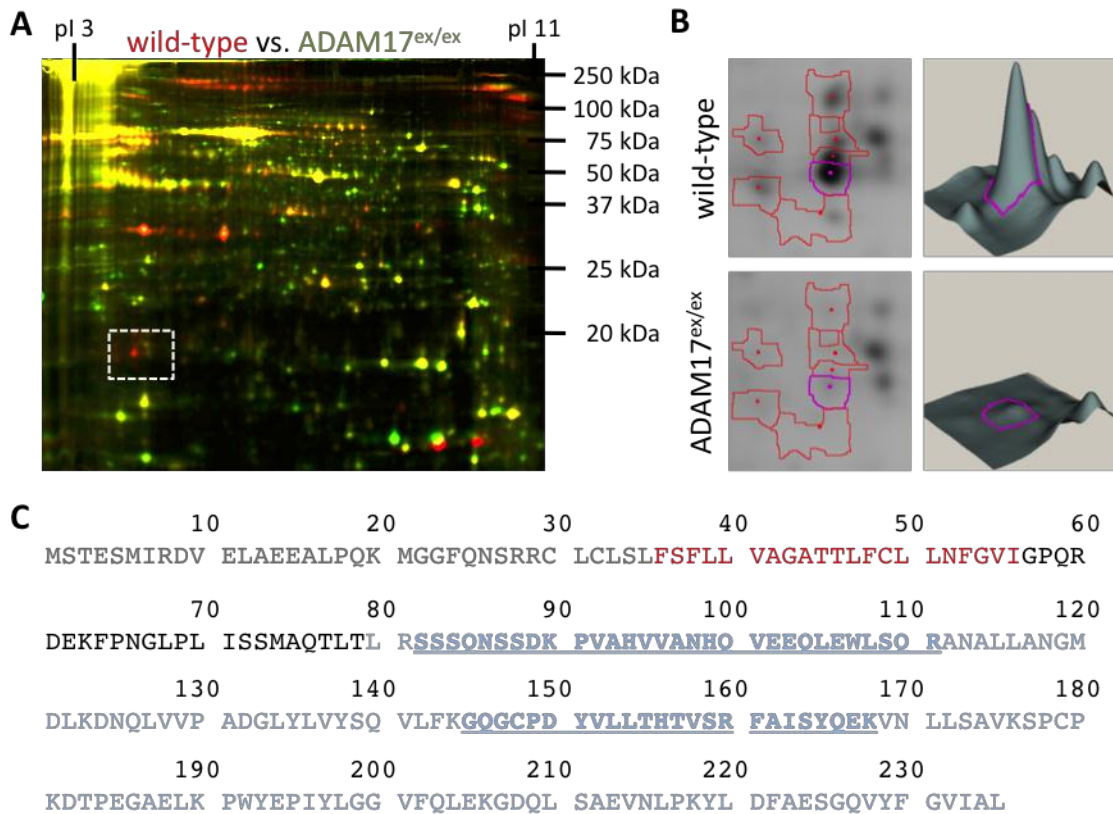 A
pI 3
pI 11
wild-type vs. ADAM17ex/ex
250 kDa
100 kDa
75 kDa
50 kDa
37 kDa
25 kDa
20 kDa
B
wild-type
ADAM17ex/ex
C
10 20 30 40 50 60
MSTESMIRDV ELAEEALPQK MGGFQNSRRC LCLSLFSFLL VAGATTLFCL LNFGVIGPQR
70 80 90 100 110 120
DEKFPNGLPL ISSMAQTLTL RSSSQNSSDK PVAHVVANHQ VEEQLEWLSQ RANALLANGM
130 140 150 160 170 180
DLKDNQLVVP ADGLYLVYSQ VLFKGQGCPD YVLLTHTVSR FAISYQEKVN LLSAVKSPCP
190 200 210 220 230
KDTPEGAELK PWYEPIYLGG VFQLEKGDQL SAEVNLPKYL DFAESGQVYF GVIAL